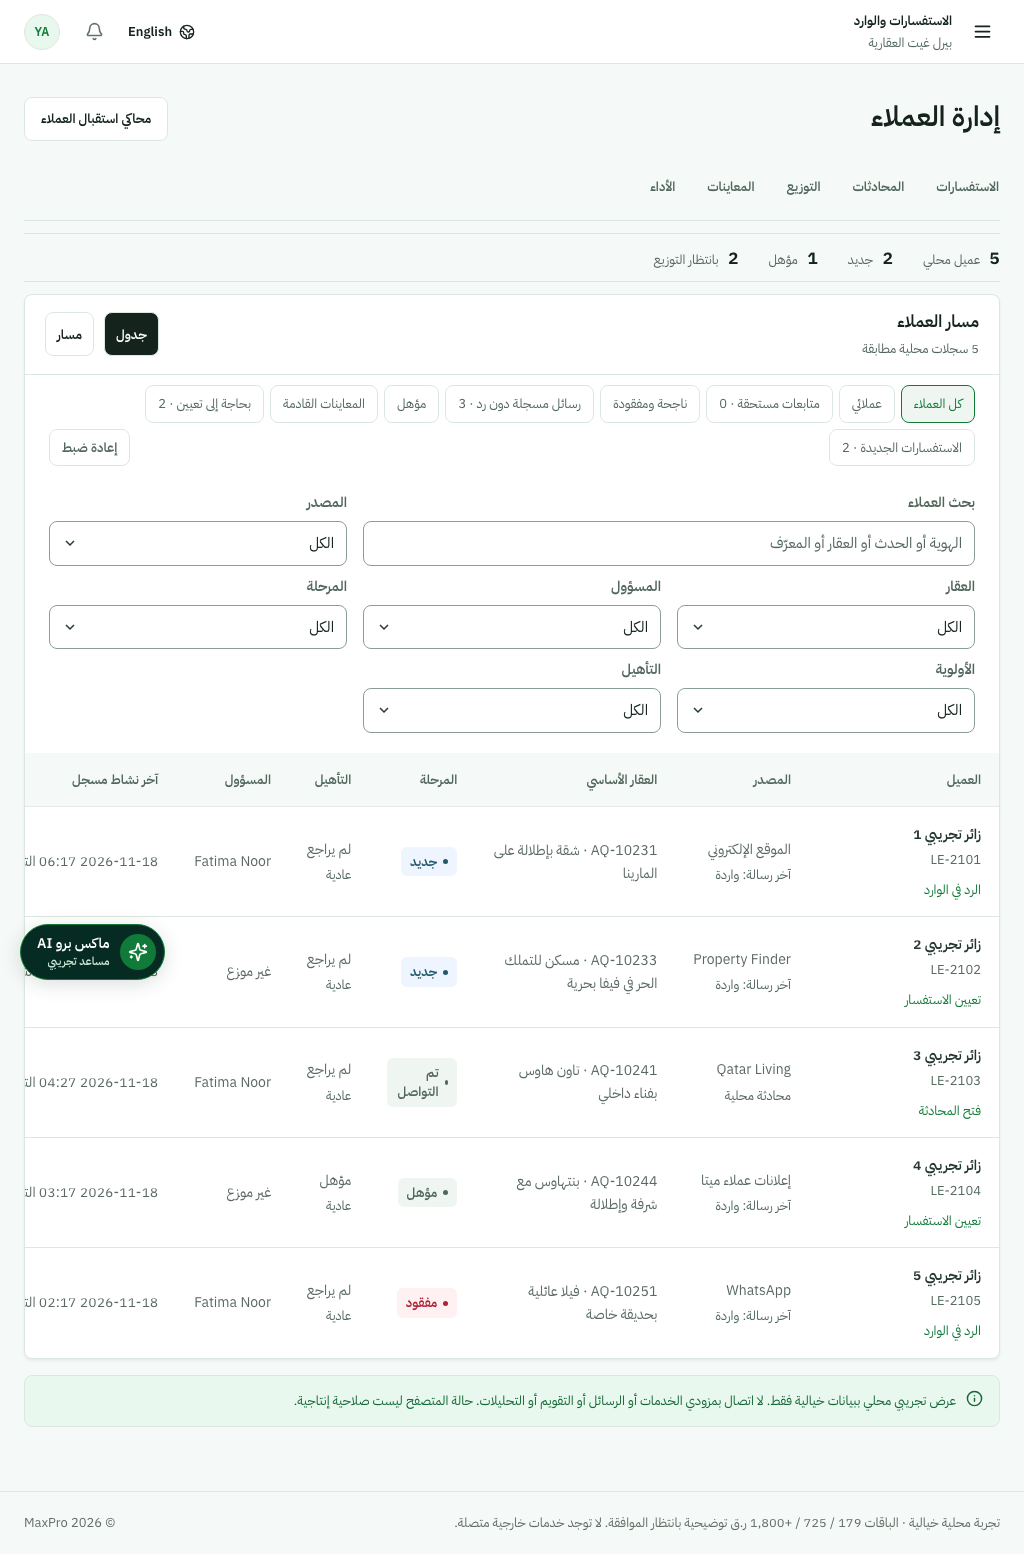 الاستفسارات والوارد
بيرل غيت العقارية
English
YA
إدارة العملاء
محاكي استقبال العملاء
الاستفسارات
المحادثات
التوزيع
المعاينات
الأداء
5 عميل محلي
2 جديد
1 مؤهل
2 بانتظار التوزيع
مسار العملاء
5 سجلات محلية مطابقة
جدول
مسار
كل العملاء
عملائي
متابعات مستحقة · 0
ناجحة ومفقودة
رسائل مسجلة دون رد · 3
مؤهل
المعاينات القادمة
بحاجة إلى تعيين · 2
الاستفسارات الجديدة · 2
إعادة ضبط
بحث العملاء
المصدر
الهوية أو الحدث أو العقار أو المعرّف
الكل
العقار
المسؤول
المرحلة
الكل
الكل
الكل
الأولوية
التأهيل
الكل
الكل
العميل
المصدر
العقار الأساسي
المرحلة
التأهيل
المسؤول
آخر نشاط مسجل
زائر تجريبي 1
LE-2101
الرد في الوارد
الموقع الإلكتروني
آخر رسالة: واردة
AQ-10231 · شقة بإطلالة على
المارينا
جديد
لم يراجع
عادية
Fatima Noor
2026-11-18 06:17
زائر تجريبي 2
LE-2102
تعيين الاستفسار
Property Finder
آخر رسالة: واردة
AQ-10233 · مسكن للتملك
الحر في فيفا بحرية
جديد
لم يراجع
عادية
غير موزع
ماكس برو AI
مساعد تجريبي
زائر تجريبي 3
LE-2103
فتح المحادثة
Qatar Living
محادثة محلية
AQ-10241 · تاون هاوس
بفناء داخلي
تم
التواصل
لم يراجع
عادية
Fatima Noor
2026-11-18 04:27
زائر تجريبي 4
LE-2104
تعيين الاستفسار
إعلانات عملاء ميتا
آخر رسالة: واردة
AQ-10244 · بنتهاوس مع
شرفة وإطلالة
مؤهل
مؤهل
عادية
غير موزع
2026-11-18 03:17
زائر تجريبي 5
LE-2105
الرد في الوارد
WhatsApp
آخر رسالة: واردة
AQ-10251 · فيلا عائلية
بحديقة خاصة
مفقود
لم يراجع
عادية
Fatima Noor
2026-11-18 02:17
عرض تجريبي محلي ببيانات خيالية فقط. لا اتصال بمزودي الخدمات أو الرسائل أو التقويم أو التحليلات. حالة المتصفح ليست صلاحية إنتاجية.
تجربة محلية خيالية · الباقات 179 / 725 / +1,800 ر.ق توضيحية بانتظار الموافقة. لا توجد خدمات خارجية متصلة.
© 2026 MaxPro